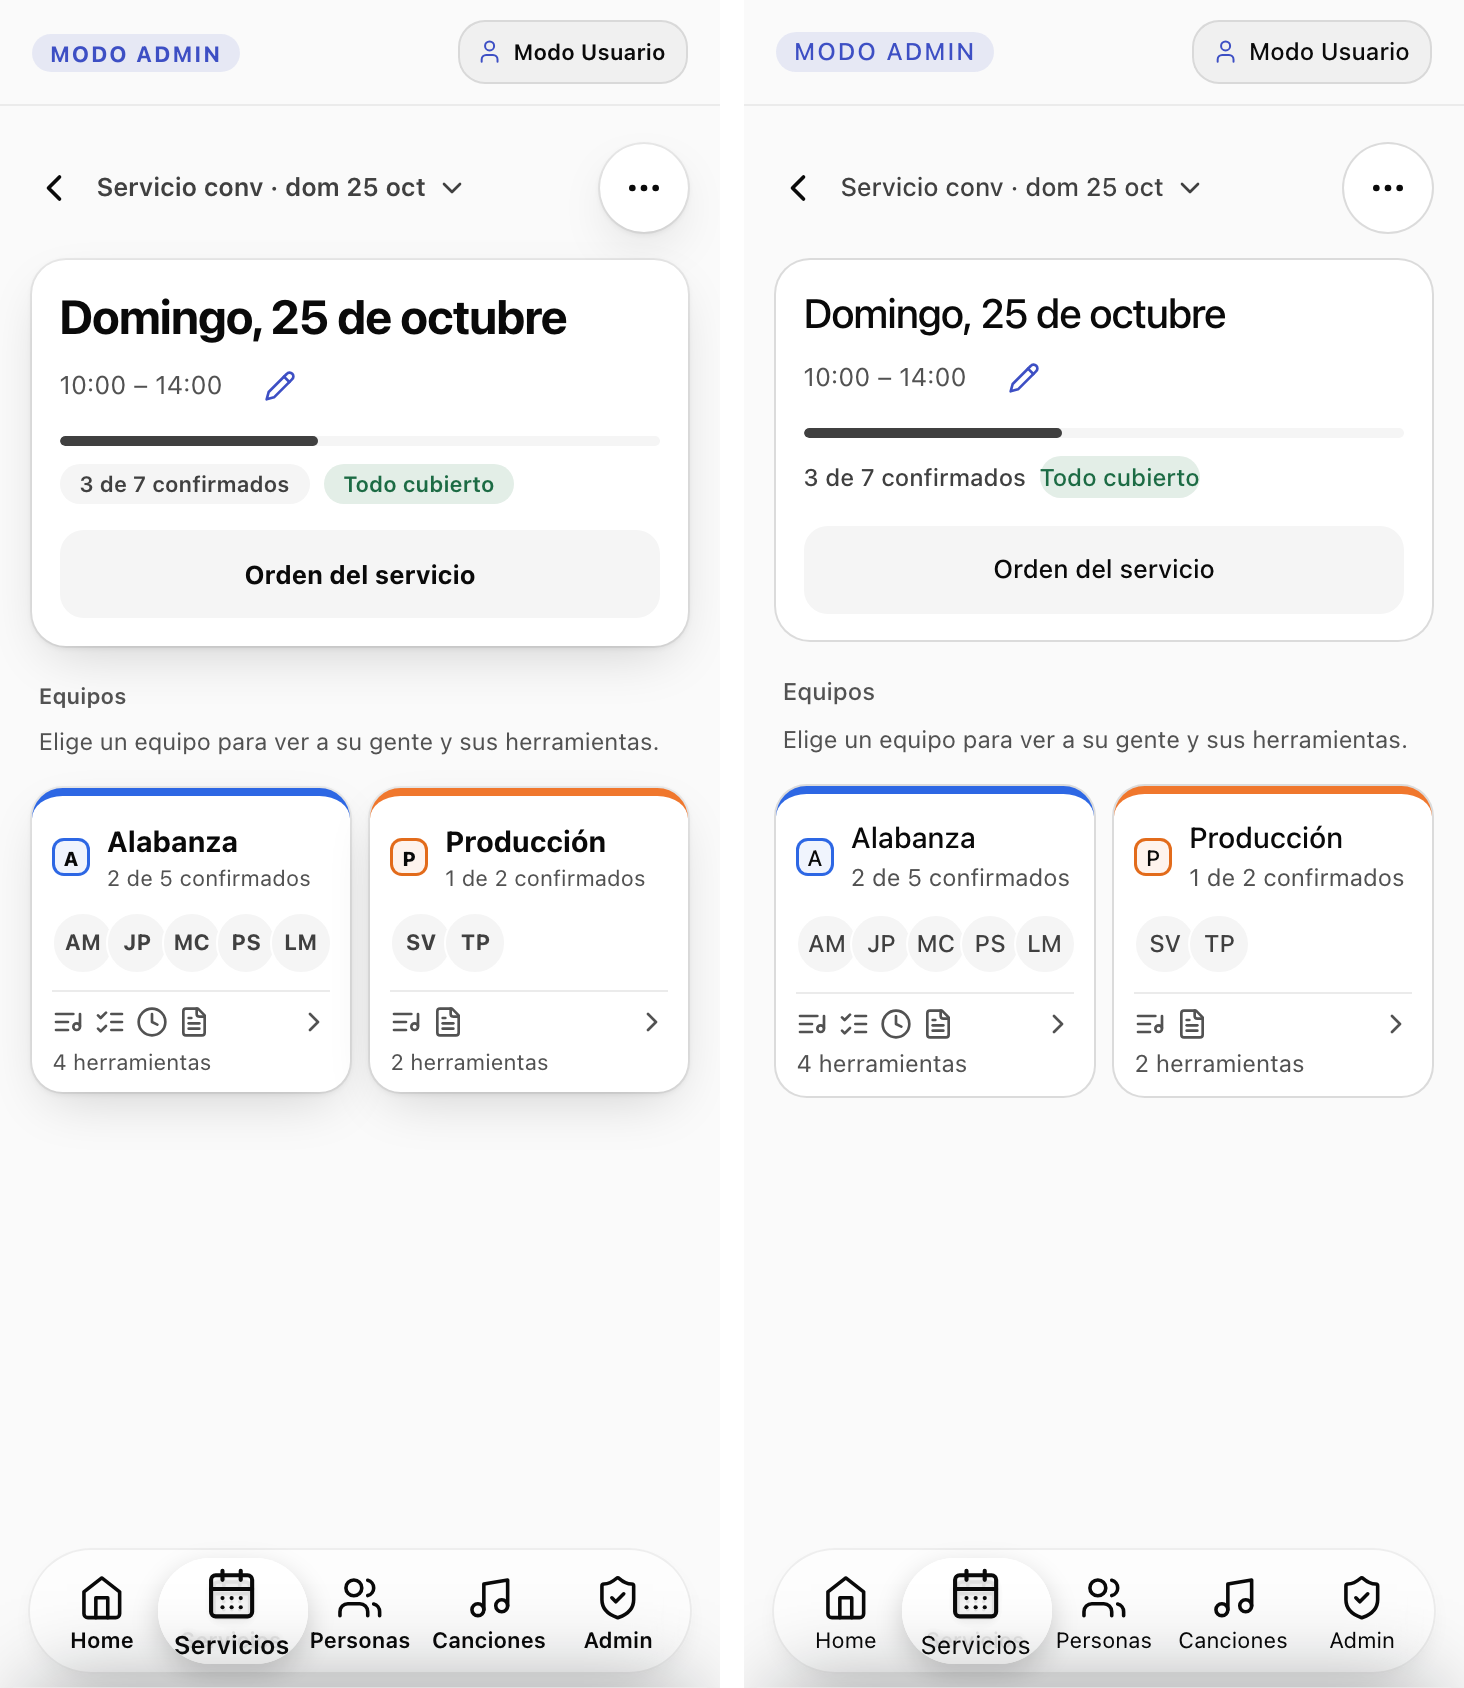 MODO ADMIN
Modo Usuario
Servicio conv · dom 25 oct
Domingo, 25 de octubre
10:00 – 14:00
3 de 7 confirmados
Todo cubierto
Orden del servicio
Equipos
Elige un equipo para ver a su gente y sus herramientas.
A
Alabanza
2 de 5 confirmados
AM JP MC PS LM
4 herramientas
P
Producción
1 de 2 confirmados
SV TP
2 herramientas
Home
Servicios
Personas
Canciones
Admin
MODO ADMIN
Modo Usuario
Servicio conv · dom 25 oct
Domingo, 25 de octubre
10:00 – 14:00
3 de 7 confirmados
Todo cubierto
Orden del servicio
Equipos
Elige un equipo para ver a su gente y sus herramientas.
A
Alabanza
2 de 5 confirmados
AM JP MC PS LM
4 herramientas
P
Producción
1 de 2 confirmados
SV TP
2 herramientas
Home
Servicios
Personas
Canciones
Admin